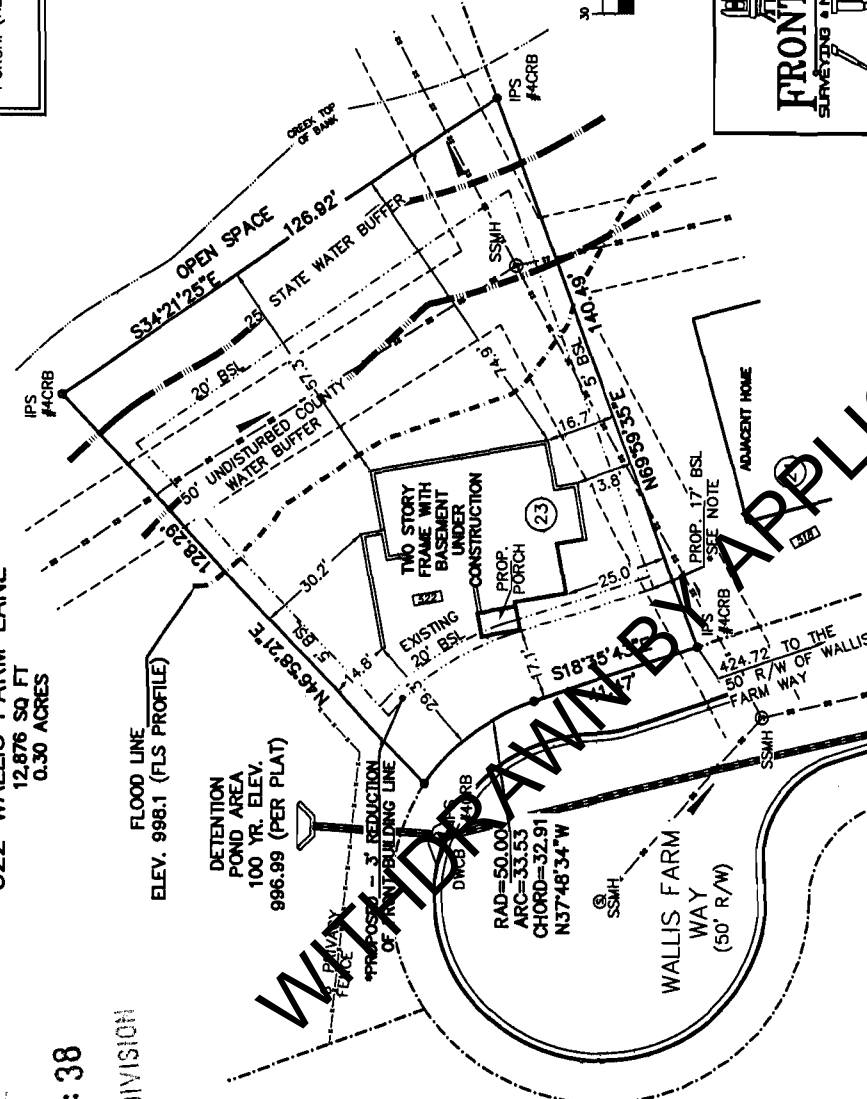 12,876 SQ FT
0.30 ACRES
: 38
DIVISION
FRONT
30
CREEK TOP
OF BANK
IPS
#4CRB
OPEN SPACE
S34°21'25"E
126.92'
25' STATE WATER BUFFER
IPS
#4CRB
20' BSL
50' UNDISTURBED COUNTY
WATER BUFFER
SSMH
57.3'
74.9'
5' BSL
140.49'
N69°59'35"E
128.29'
N46°58'21"E
5' BSL
30.2'
14.8'
29
16.7'
13.8'
25.0'
17.1
TWO STORY
FRAME WITH
BASEMENT
UNDER
CONSTRUCTION
23
322
PROP.
PORCH
EXISTING
20' BSL
ADJACENT HOME
318
PROP. 17' BSL
*SEE NOTE
FLOOD LINE
ELEV. 998.1 (FLS PROFILE)
DETENTION
POND AREA
100 YR. ELEV.
996.99 (PER PLAT)
PRIVACY
FENCE
*PROPOSED - 3' REDUCTION
OF FRONT BUILDING LINE
DWCB
#4CRB
RAD=50.00
ARC=33.53
CHORD=32.91
N37°48'34"W
S18°35'43"E
IPS
#4CRB
424.72' TO THE
50' R/W OF WALLIS
FARM WAY
SSMH
SSMH
WALLIS FARM
WAY
(50' R/W)
WITHDRAWN BY